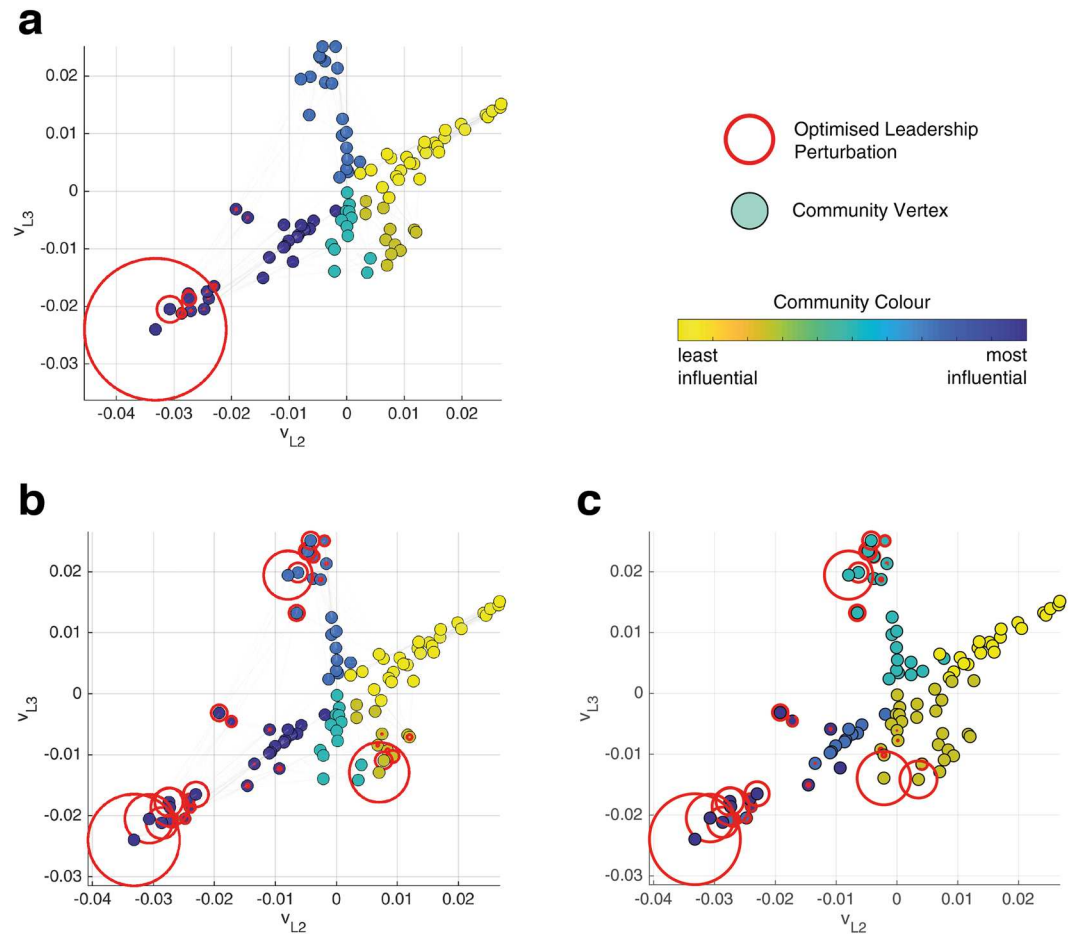 a
0.02
0.01
0
-0.01
-0.02
-0.03
vL3
-0.04 -0.03 -0.02 -0.01 0 0.01 0.02
vL2
Optimised Leadership
Perturbation
Community Vertex
Community Colour
least
influential
most
influential
b
0.02
0.01
0
-0.01
-0.02
-0.03
vL3
-0.04 -0.03 -0.02 -0.01 0 0.01 0.02
vL2
c
0.02
0.01
0
-0.01
-0.02
-0.03
vL3
-0.04 -0.03 -0.02 -0.01 0 0.01 0.02
vL2